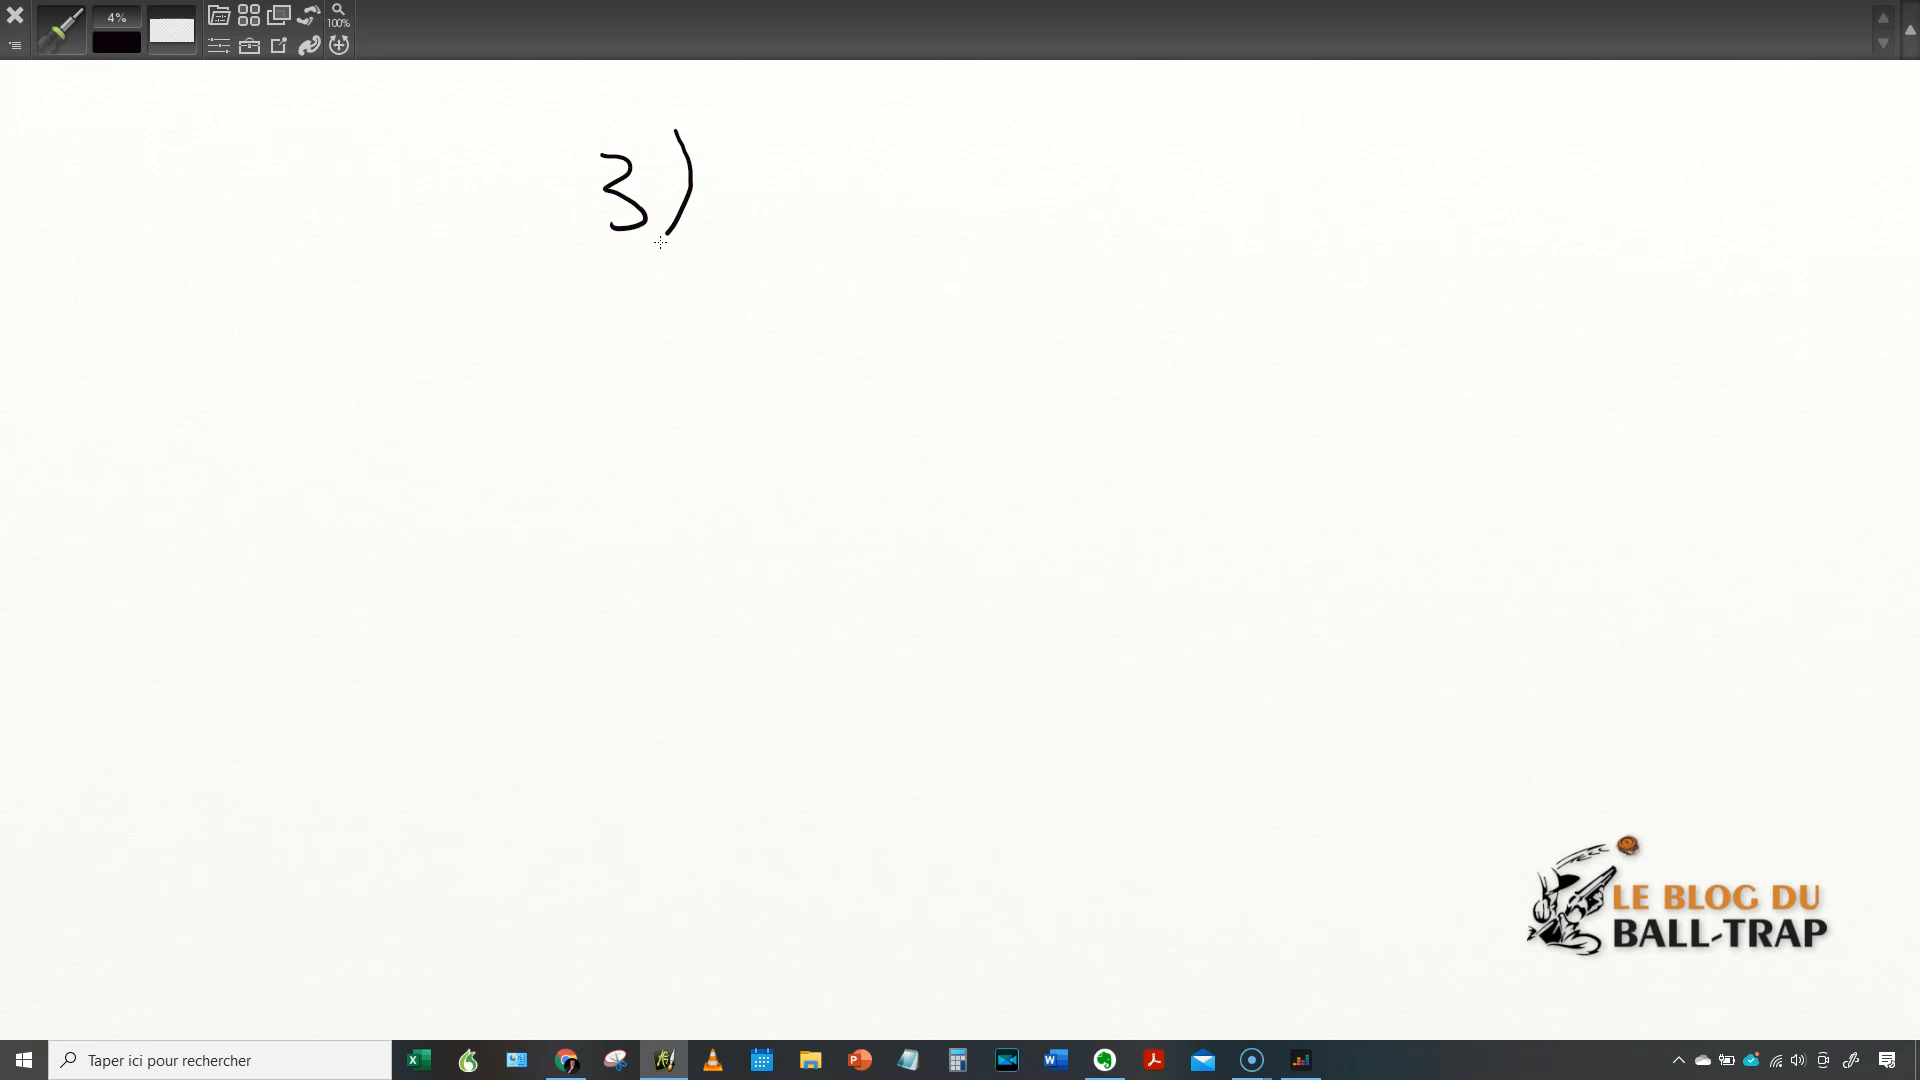 4%
100%
3)
LE BLOG DU
BALL-TRAP
Taper ici pour rechercher